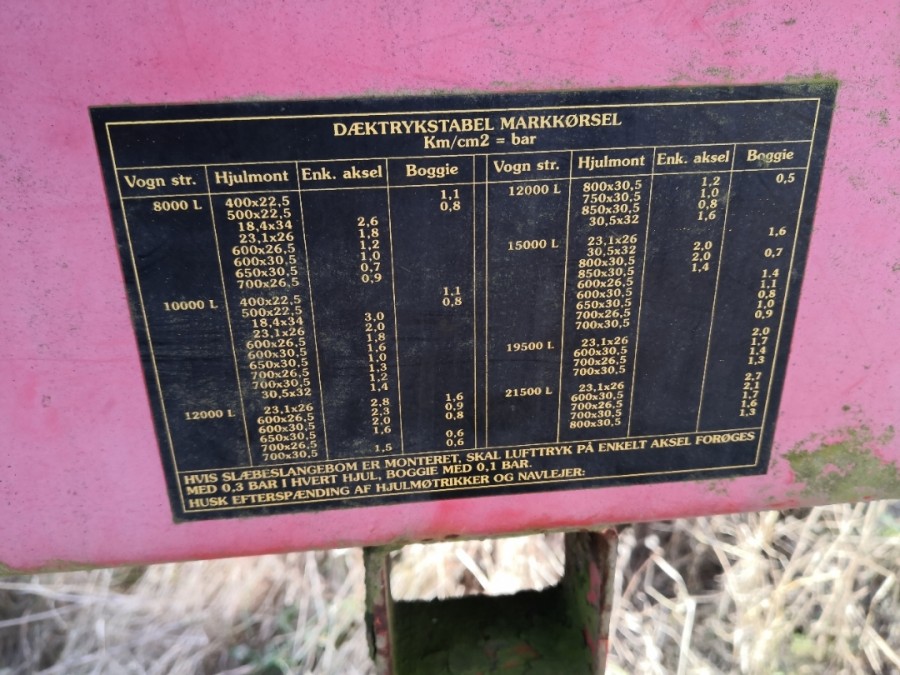 DÆKTRYKSTABEL MARKKØRSEL
Km/cm2 = bar
Vogn str. Hjulmont Enk. aksel Boggie
8000 L 400x22,5 1,1
500x22,5 0,8
18,4x34 2,6
23,1x26 1,8
600x26,5 1,2
600x30,5 1,0
650x30,5 0,7
700x26,5 0,9
10000 L 400x22,5 1,1
500x22,5 0,8
18,4x34 3,0
23,1x26 2,0
600x26,5 1,8
600x30,5 1,6
650x30,5 1,0
700x26,5 1,3
700x30,5 1,2
30,5x32 1,4
12000 L 23,1x26 2,8 1,6
600x26,5 2,3 0,9
600x30,5 2,0 0,8
650x30,5 1,6
700x26,5 0,6
700x30,5 1,5 0,6
Vogn str. Hjulmont Enk. aksel Boggie
12000 L 800x30,5 1,2 0,5
750x30,5 1,0
850x30,5 0,8
30,5x32 1,6
15000 L 23,1x26 1,6
30,5x32 2,0
800x30,5 2,0 0,7
850x30,5 1,4
600x26,5 1.4
600x30,5 1,1
650x30,5 0,8
700x26,5 1,0
700x30,5 0,9
19500 L 23,1x26 2,0
600x30,5 1,7
700x26,5 1,4
700x30,5 1,3
21500 L 23,1x26 2,7
600x30,5 2,1
700x26,5 1,7
700x30,5 1,6
800x30,5 1,3
HVIS SLÆBESLANGEBOM ER MONTERET, SKAL LUFTTRYK PÅ ENKELT AKSEL FORØGES
MED 0,3 BAR I HVERT HJUL, BOGGIE MED 0,1 BAR.
HUSK EFTERSPÆNDING AF HJULMØTRIKKER OG NAVLEJER: